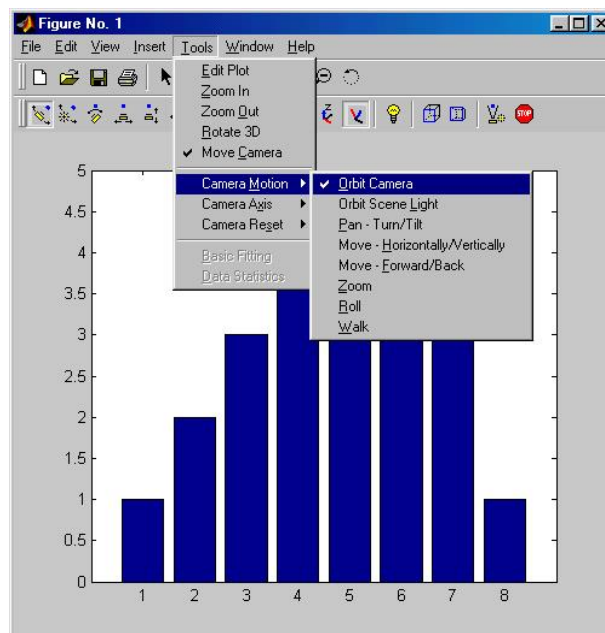 Figure No. 1
File Edit View Insert Tools Window Help
Edit Plot
Zoom In
Zoom Out
Rotate 3D
Move Camera
Camera Motion
Camera Axis
Camera Reset
Basic Fitting
Data Statistics
Orbit Camera
Orbit Scene Light
Pan - Turn/Tilt
Move - Horizontally/Vertically
Move - Forward/Back
Zoom
Roll
Walk
STOP
5
4.5
4
3.5
3
2.5
2
1.5
1
0.5
0
1 2 3 4 5 6 7 8